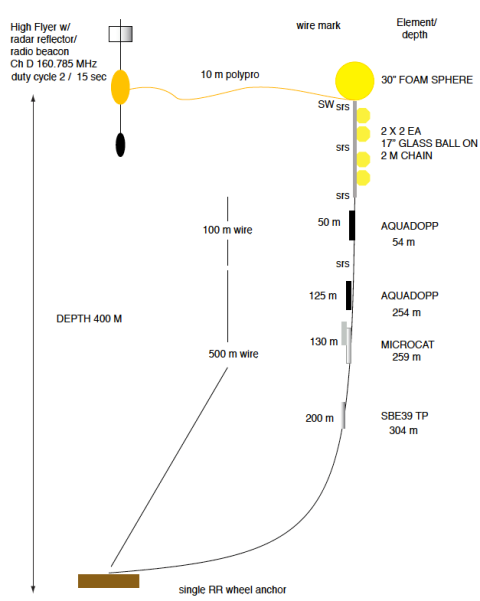 High Flyer w/
radar reflector/
radio beacon
Ch D 160.785 MHz
duty cycle 2 / 15 sec
wire mark
Element/
depth
10 m polypro
30" FOAM SPHERE
SW srs
2 X 2 EA
17" GLASS BALL ON
2 M CHAIN
srs
srs
50 m
AQUADOPP
54 m
100 m wire
srs
125 m
AQUADOPP
254 m
DEPTH 400 M
130 m
MICROCAT
259 m
500 m wire
200 m
SBE39 TP
304 m
single RR wheel anchor